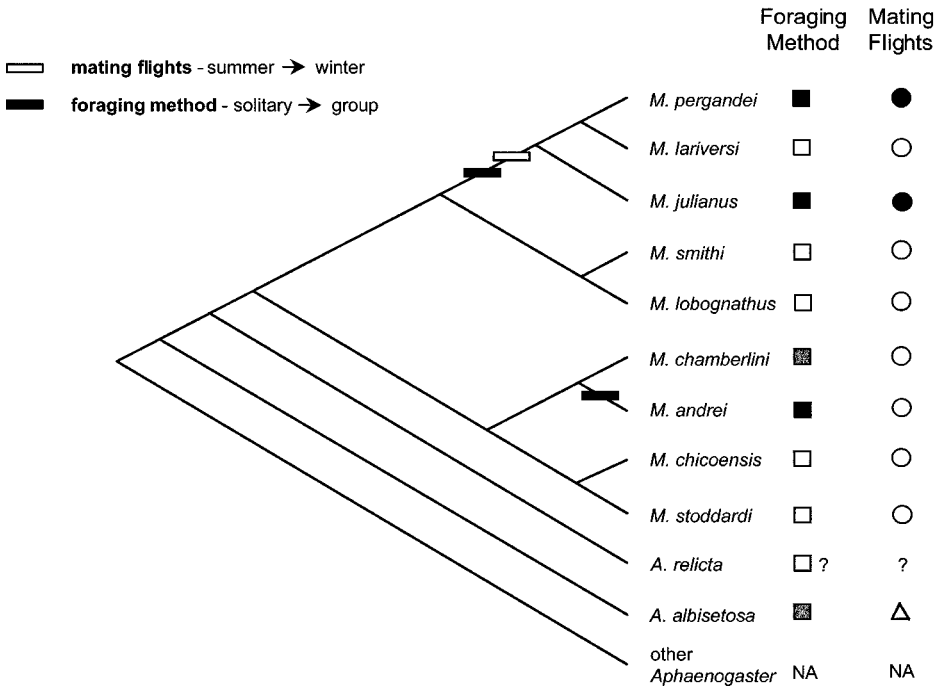 Foraging Method
Mating Flights
mating flights - summer → winter
foraging method - solitary → group
M. pergandei
M. lariversi
M. julianus
M. smithi
M. lobognathus
M. chamberlini
M. andrei
M. chicoensis
M. stoddardi
A. relicta ? ?
A. albisetosa
other
Aphaenogaster NA NA